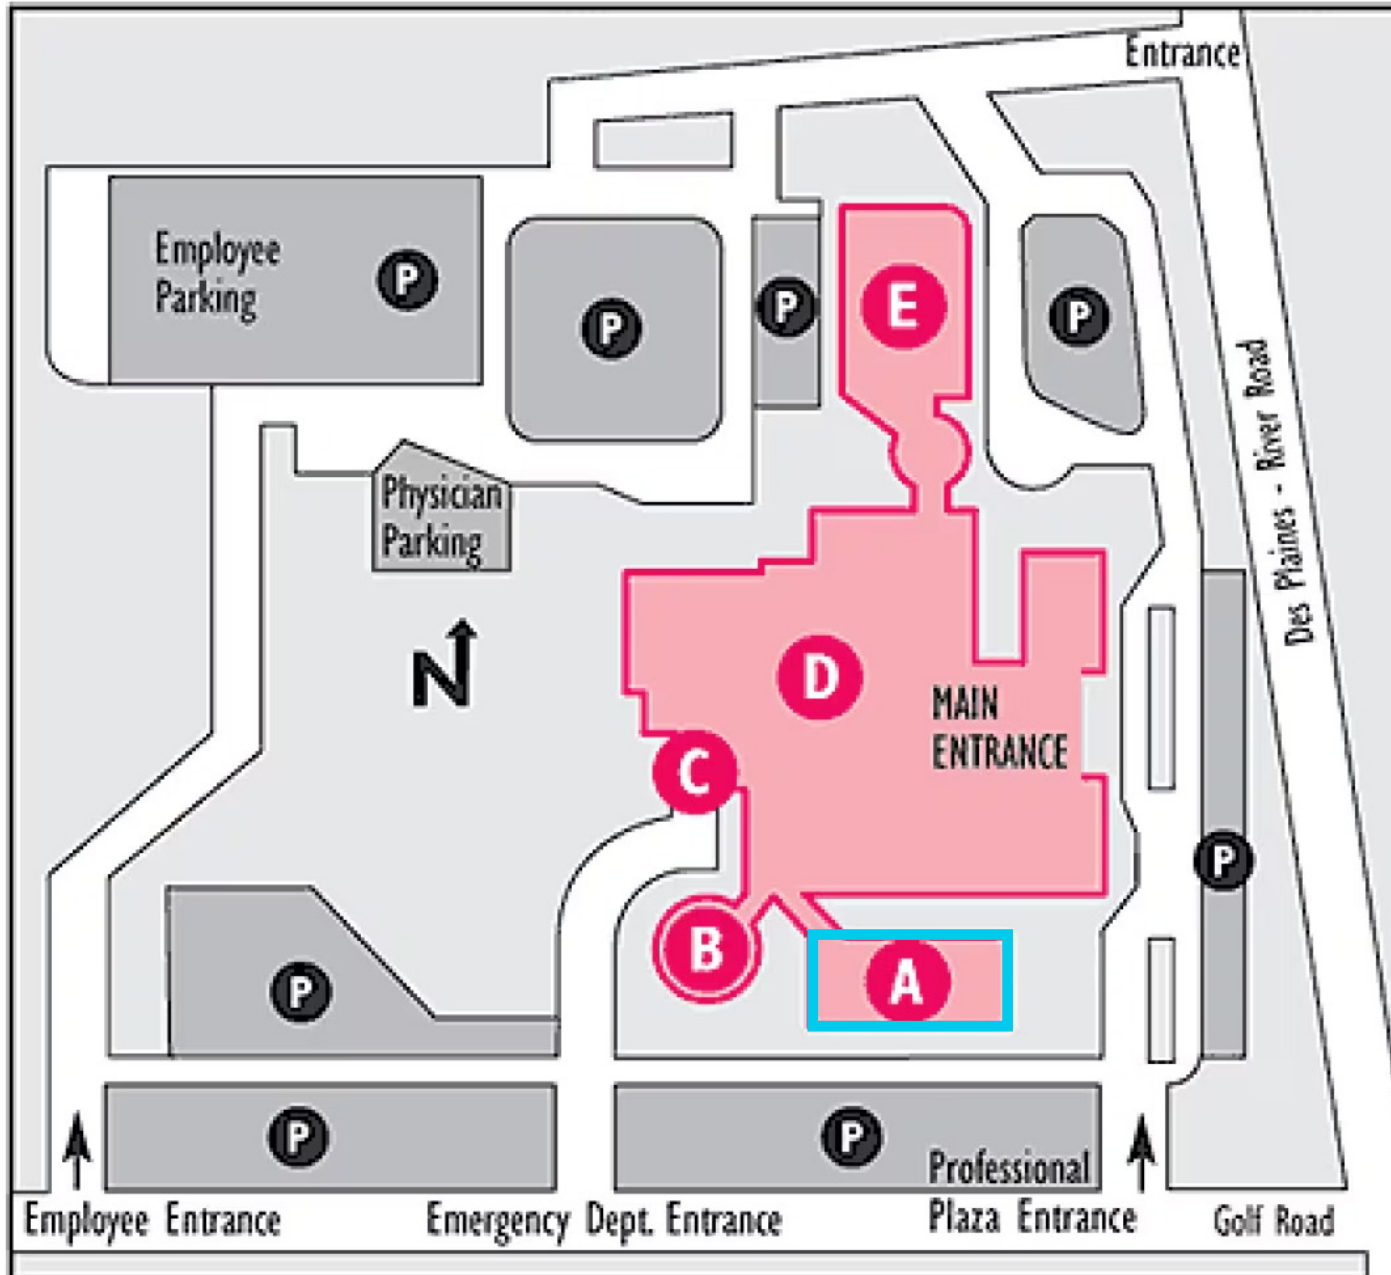 Entrance
Employee
Parking
P
P
P
E
P
Des Plaines - River Road
Physician
Parking
N
D
MAIN
ENTRANCE
C
P
B
A
P
P
P
Professional
Plaza Entrance
Employee Entrance
Emergency Dept. Entrance
Golf Road